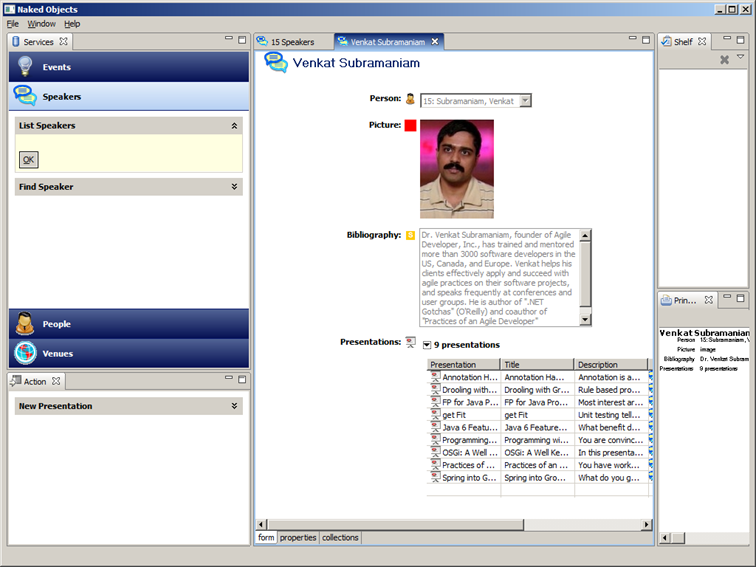 Naked Objects
File Window Help
Services
Events
Speakers
List Speakers
OK
Find Speaker
People
Venues
Action
New Presentation
15 Speakers
Venkat Subramaniam
Venkat Subramaniam
Person:
15: Subramaniam, Venkat
Picture:
Bibliography:
S
Dr. Venkat Subramaniam, founder of Agile
Developer, Inc., has trained and mentored
more than 3000 software developers in the
US, Canada, and Europe. Venkat helps his
clients effectively apply and succeed with
agile practices on their software projects,
and speaks frequently at conferences and
user groups. He is author of ".NET
Gotchas" (O'Reilly) and coauthor of
"Practices of an Agile Developer"
Presentations:
9 presentations
Presentation Title Description
Annotation H... Annotation Ha... Annotation is a...
Drooling with... Drooling with Gr... Rule based pro...
FP for Java P... FP for Java Pro... Most interest ar...
get Fit get Fit Unit testing tell...
Java 6 Featu... Java 6 Feature... What benefit d...
Programming... Programming wi... You are convinc...
OSGi: A Well ... OSGi: A Well Ke... In this presenta...
Practices of ... Practices of an ... You have work...
Spring into G... Spring into Gro... What do you g...
form properties collections
Shelf
Prin...
Venkat Subramanian
Person 15: Subramaniam, V
Picture image
Bibliography Dr. Venkat Subram
Presentations 9 presentations